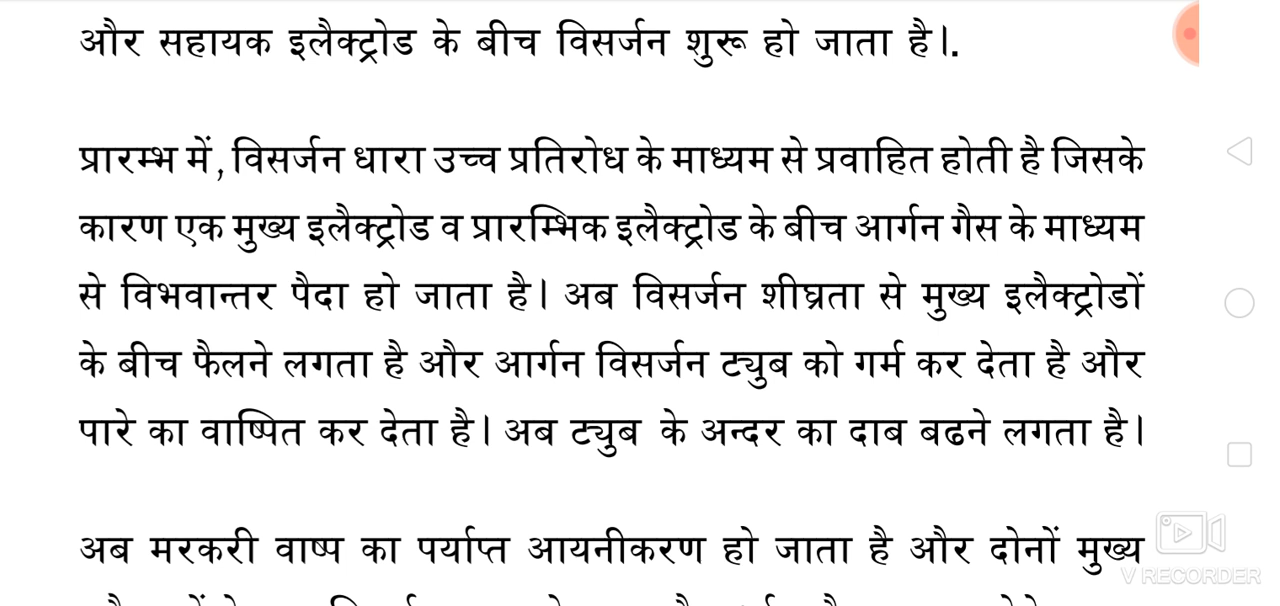 और सहायक इलैक्ट्रोड के बीच विसर्जन शुरू हो जाता है।.
प्रारम्भ में, विसर्जन धारा उच्च प्रतिरोध के माध्यम से प्रवाहित होती है जिसके
कारण एक मुख्य इलैक्ट्रोड व प्रारम्भिक इलैक्ट्रोड के बीच आर्गन गैस के माध्यम
से विभवान्तर पैदा हो जाता है। अब विसर्जन शीघ्रता से मुख्य इलैक्ट्रोडों
के बीच फैलने लगता है और आर्गन विसर्जन ट्युब को गर्म कर देता है और
पारे का वाष्पित कर देता है। अब ट्युब के अन्दर का दाब बढने लगता है।
अब मरकरी वाष्प का पर्याप्त आयनीकरण हो जाता है और दोनों मुख्य
V RECORDER